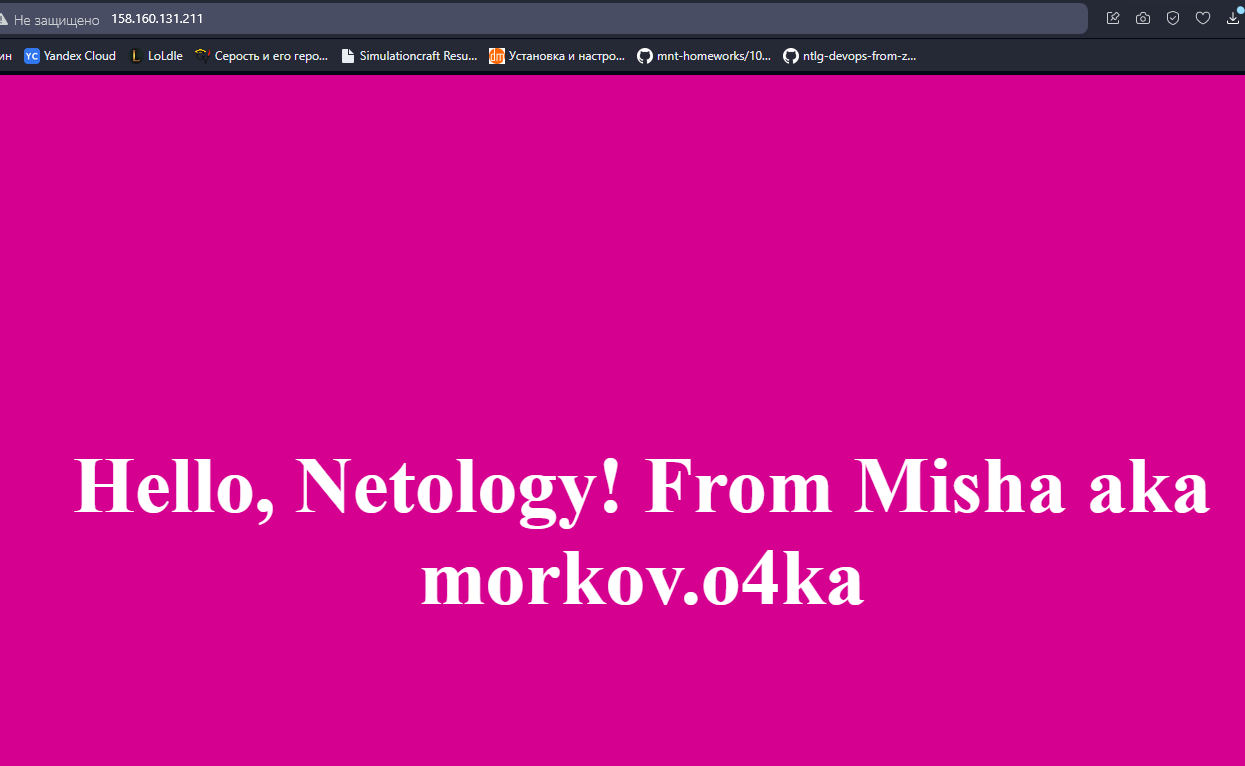 Не защищено 158.160.131.211
ин Yandex Cloud LoLdle Серость и его геро... Simulationcraft Resu... Установка и настро... mnt-homeworks/10... ntlg-devops-from-z...
Hello, Netology! From Misha aka
morkov.o4ka